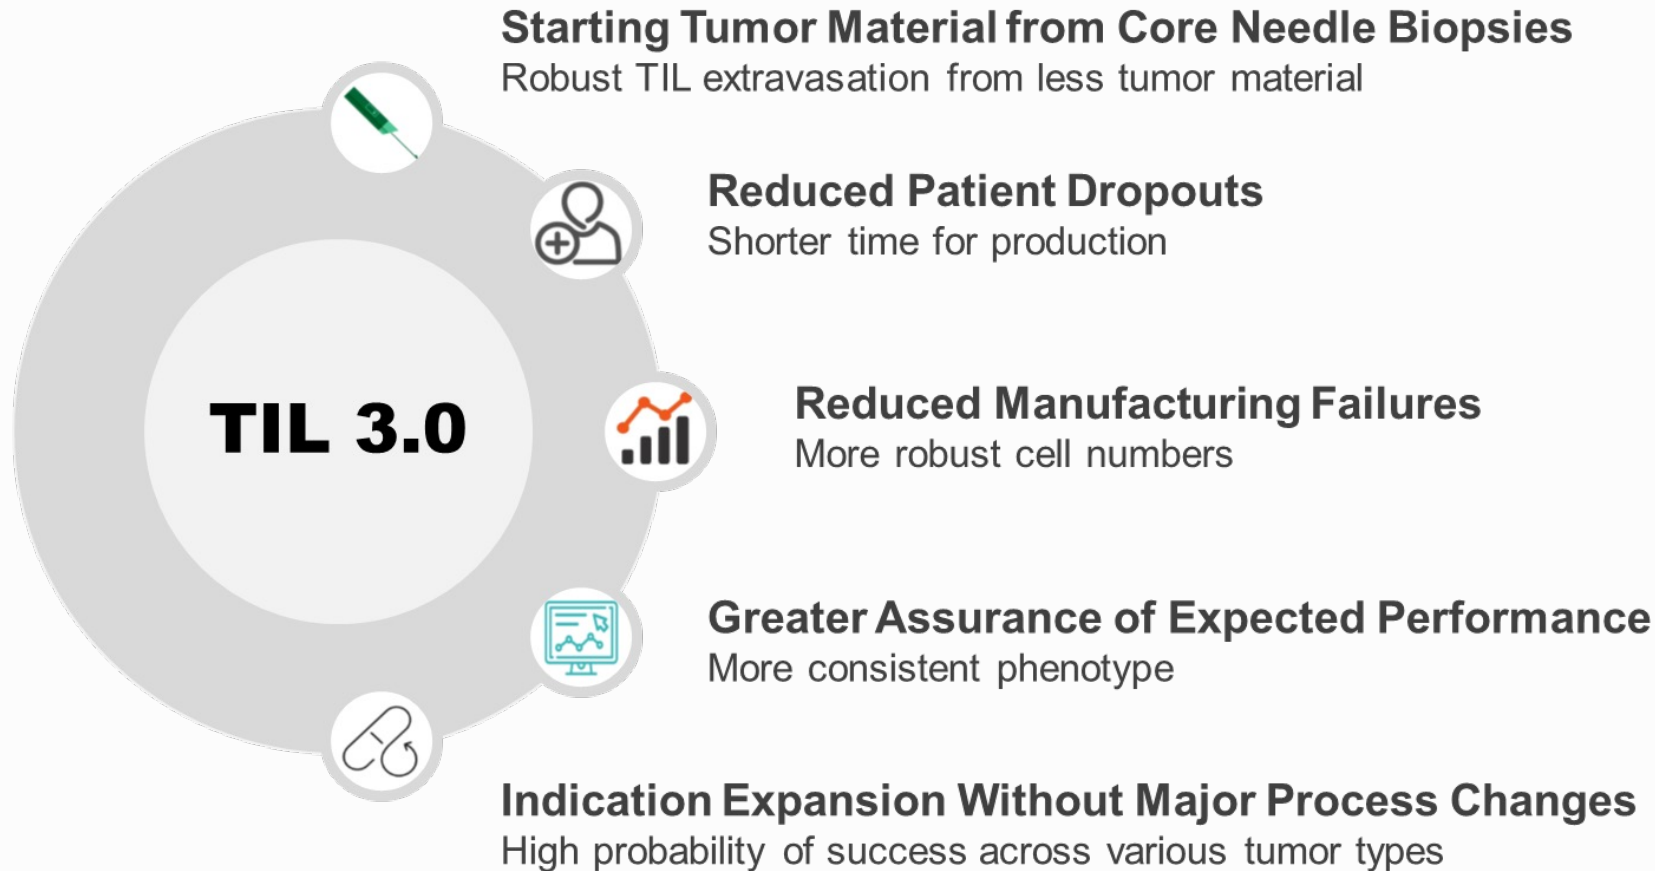 Starting Tumor Material from Core Needle Biopsies
Robust TIL extravasation from less tumor material
Reduced Patient Dropouts
Shorter time for production
TIL 3.0
Reduced Manufacturing Failures
More robust cell numbers
Greater Assurance of Expected Performance
More consistent phenotype
Indication Expansion Without Major Process Changes
High probability of success across various tumor types